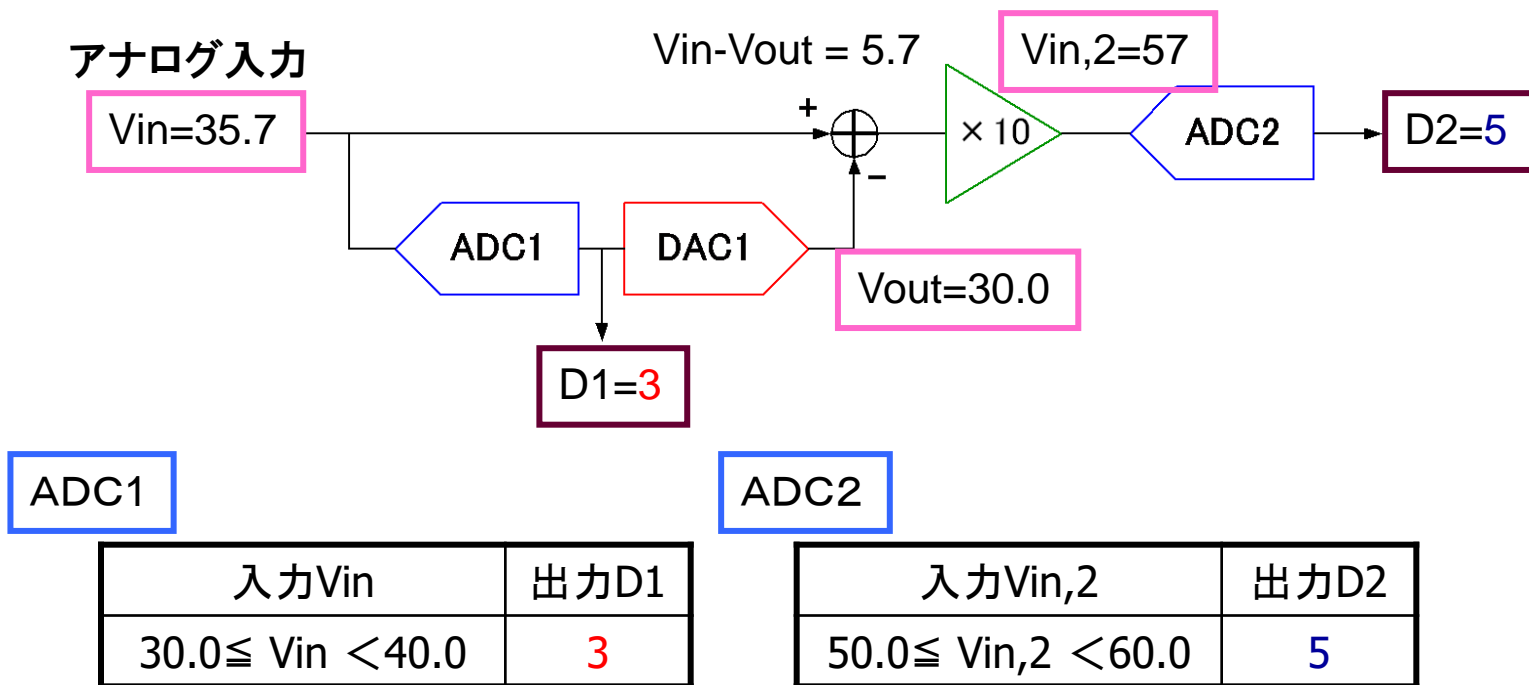 アナログ入力
Vin-Vout = 5.7
Vin,2=57
Vin=35.7
+
×10
ADC2
D2=5
−
ADC1
DAC1
Vout=30.0
D1=3
ADC1
入力Vin 出力D1
30.0≦ Vin <40.0 3
ADC2
入力Vin,2 出力D2
50.0≦ Vin,2 <60.0 5